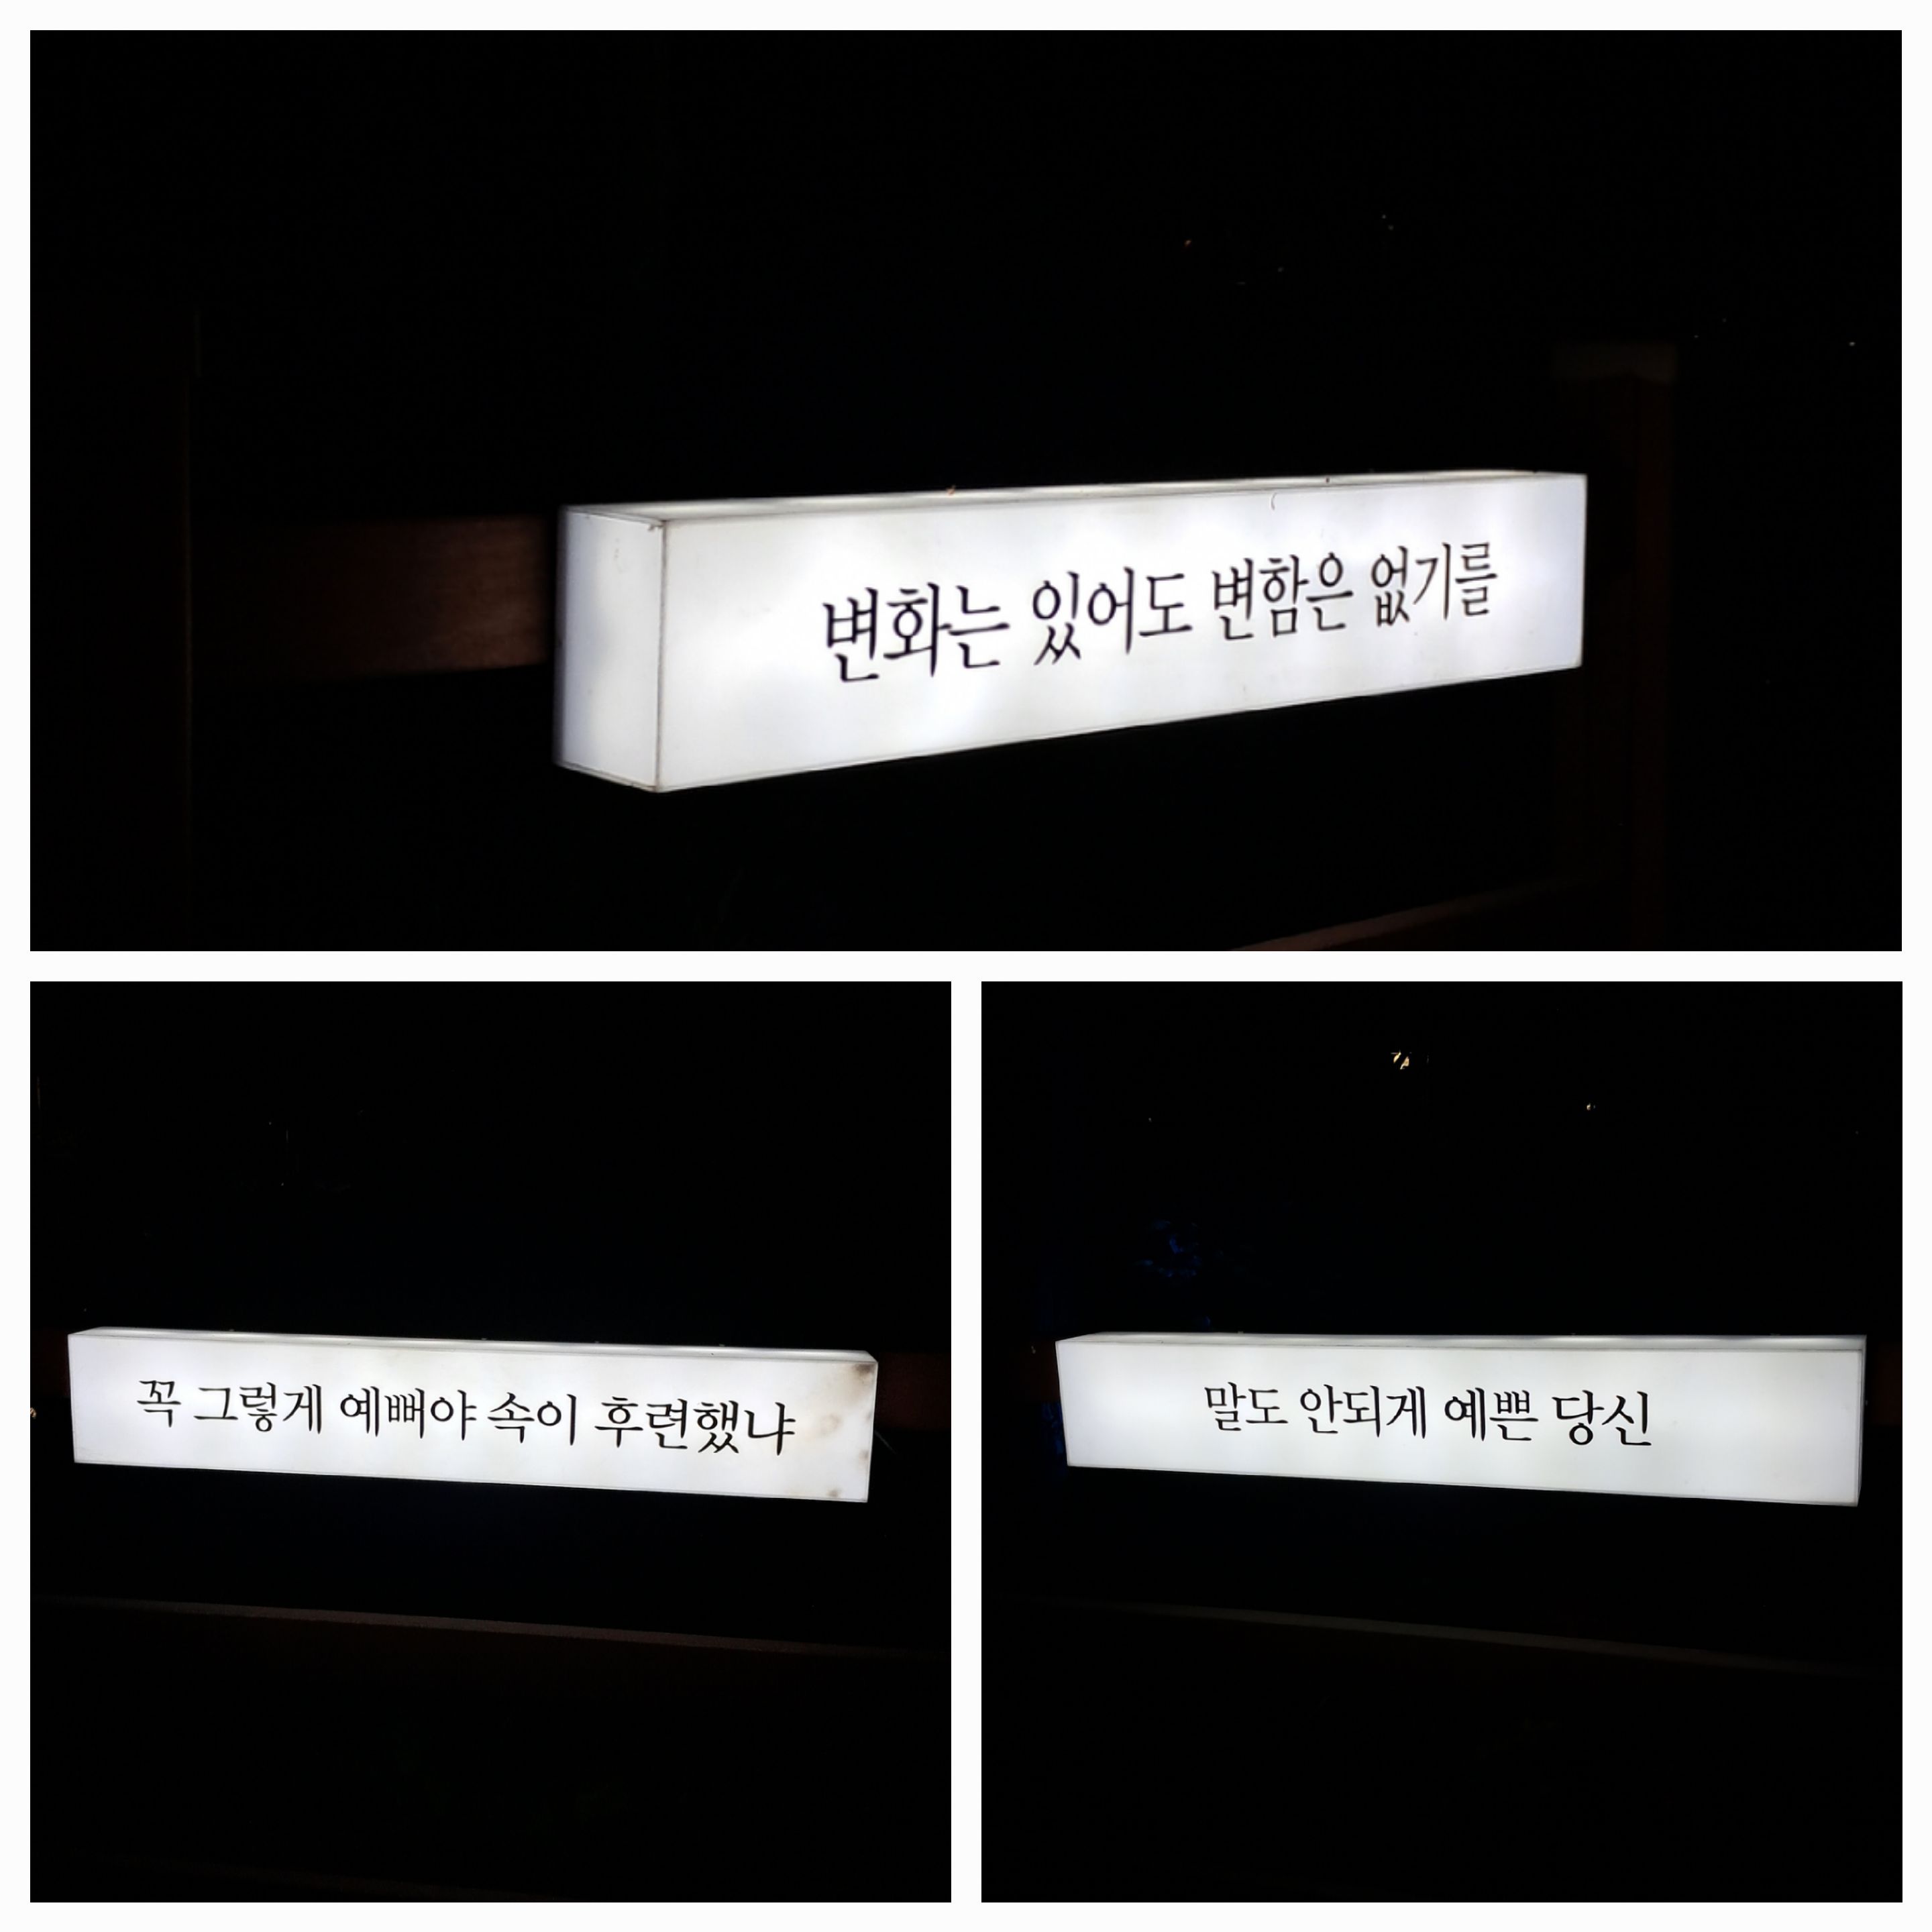 변화는 있어도 변함은 없기를
꼭 그렇게 예뻐야 속이 후련했냐
말도 안되게 예쁜 당신